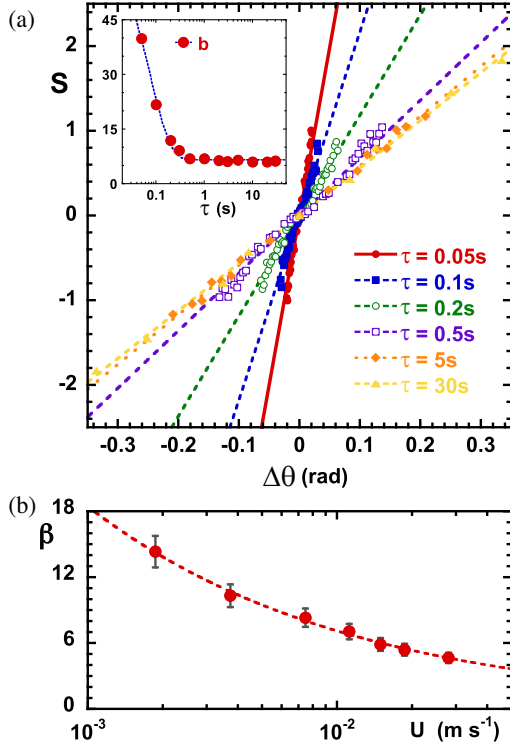 (a)
S
2
1
0
-1
-2
45
30
15
0
b
0.1
1
10
τ (s)
τ = 0.05s
τ = 0.1s
τ = 0.2s
τ = 0.5s
τ = 5s
τ = 30s
-0.3 -0.2 -0.1 0 0.1 0.2 0.3
Δθ (rad)
(b)
β
18
12
6
0
10⁻³ 10⁻² U (m s⁻¹)